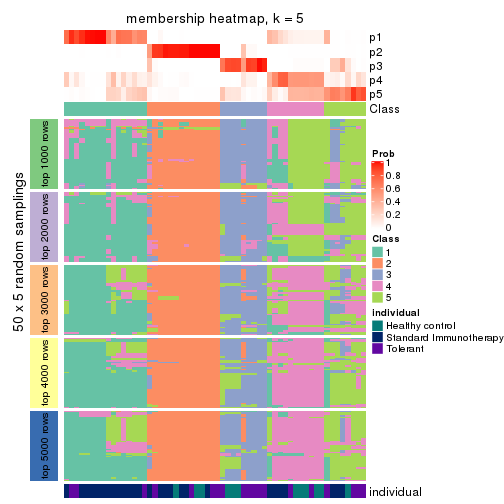 membership heatmap, k = 5
p1
p2
p3
p4
p5
Class
50 x 5 random samplings
top 1000 rows
top 2000 rows
top 3000 rows
top 4000 rows
top 5000 rows
individual
Prob
1
0.8
0.6
0.4
0.2
0
Class
1
2
3
4
5
individual
Healthy control
Standard Immunotherapy
Tolerant